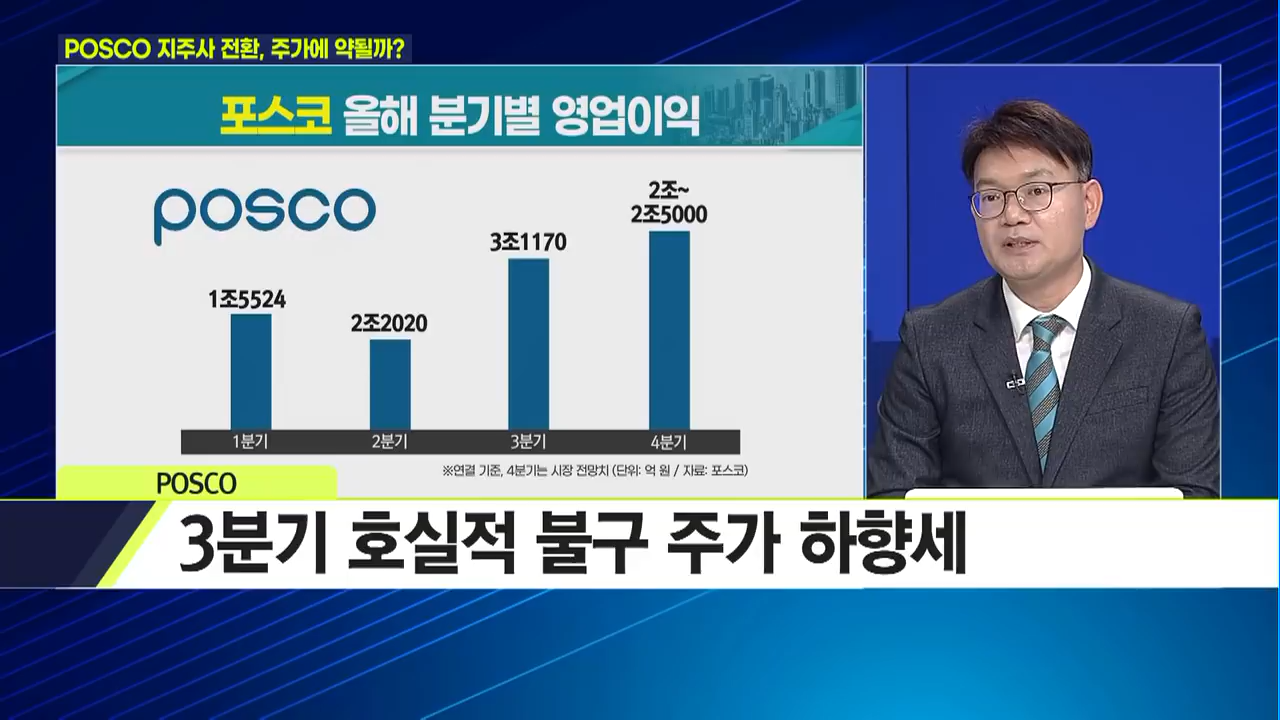 POSCO 지주사 전환, 주가에 약될까?
포스코 올해 분기별 영업이익
posco
1조5524
2조2020
3조1170
2조~
2조5000
1분기
2분기
3분기
4분기
※연결 기준, 4분기는 시장 전망치 (단위: 억 원 / 자료: 포스코)
POSCO
3분기 호실적 불구 주가 하향세